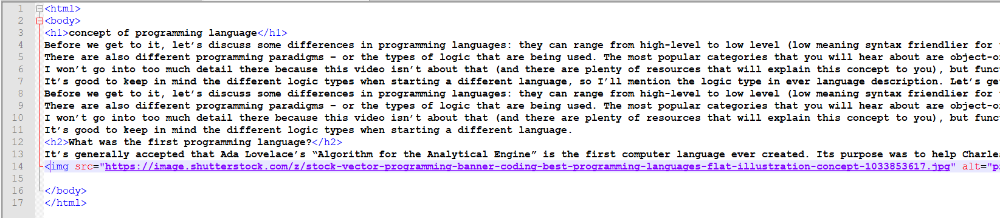 1 <html>
2 <body>
3 <h1>concept of programming language</h1>
4 Before we get to it, let’s discuss some differences in programming languages: they can range from high-level to low level (low meaning syntax friendlier for
5 There are also different programming paradigms – or the types of logic that are being used. The most popular categories that you will hear about are object-o
6 I won’t go into too much detail there because this video isn’t about that (and there are plenty of resources that will explain this concept to you), but func
7 It’s good to keep in mind the different logic types when starting a different language, so I’ll mention the logic type in ever language description. Let’s ge
8 Before we get to it, let’s discuss some differences in programming languages: they can range from high-level to low level (low meaning syntax friendlier for
9 There are also different programming paradigms – or the types of logic that are being used. The most popular categories that you will hear about are object-o
10 I won’t go into too much detail there because this video isn’t about that (and there are plenty of resources that will explain this concept to you), but func
11 It’s good to keep in mind the different logic types when starting a different language.
12 <h2>What was the first programming language?</h2>
13 It’s generally accepted that Ada Lovelace’s “Algorithm for the Analytical Engine” is the first computer language ever created. Its purpose was to help Charle
14 <img src="https://image.shutterstock.com/z/stock-vector-programming-banner-coding-best-programming-languages-flat-illustration-concept-1033853617.jpg" alt="p
15
16 </body>
17 </html>